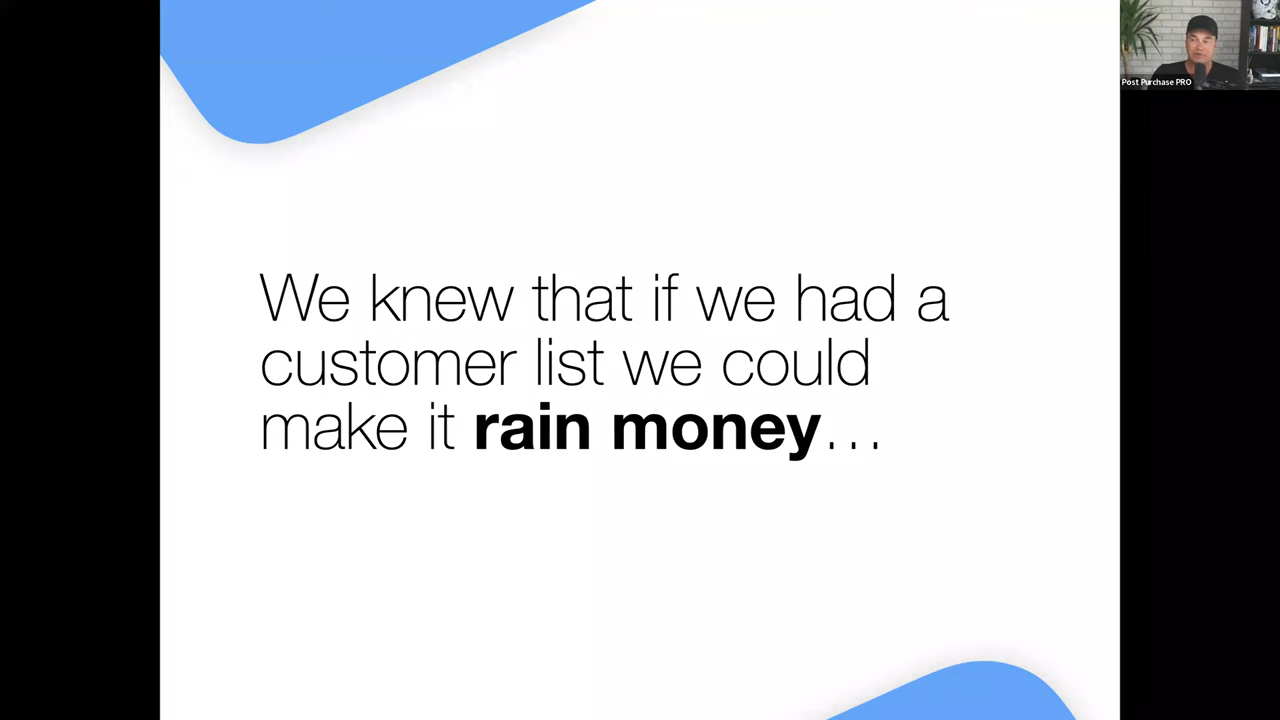 Post Purchase PRO
We knew that if we had a
customer list we could
make it rain money…